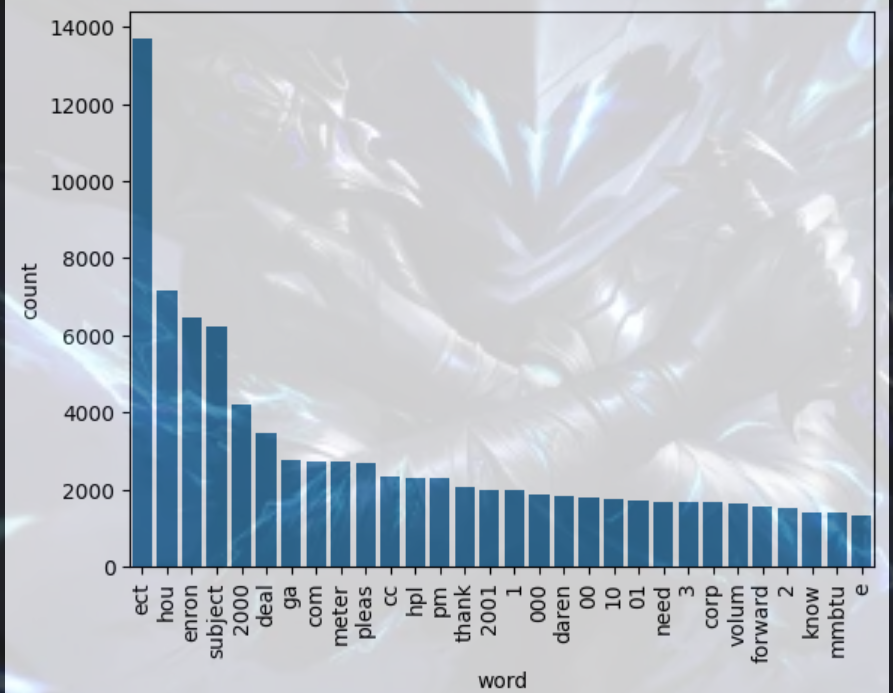 14000
12000
10000
8000
6000
4000
2000
0
count
ect
hou
enron
subject
2000
deal
ga
com
meter
pleas
cc
hpl
pm
thank
2001
1
000
daren
00
10
01
need
3
corp
volum
forward
2
know
mmbtu
e
word